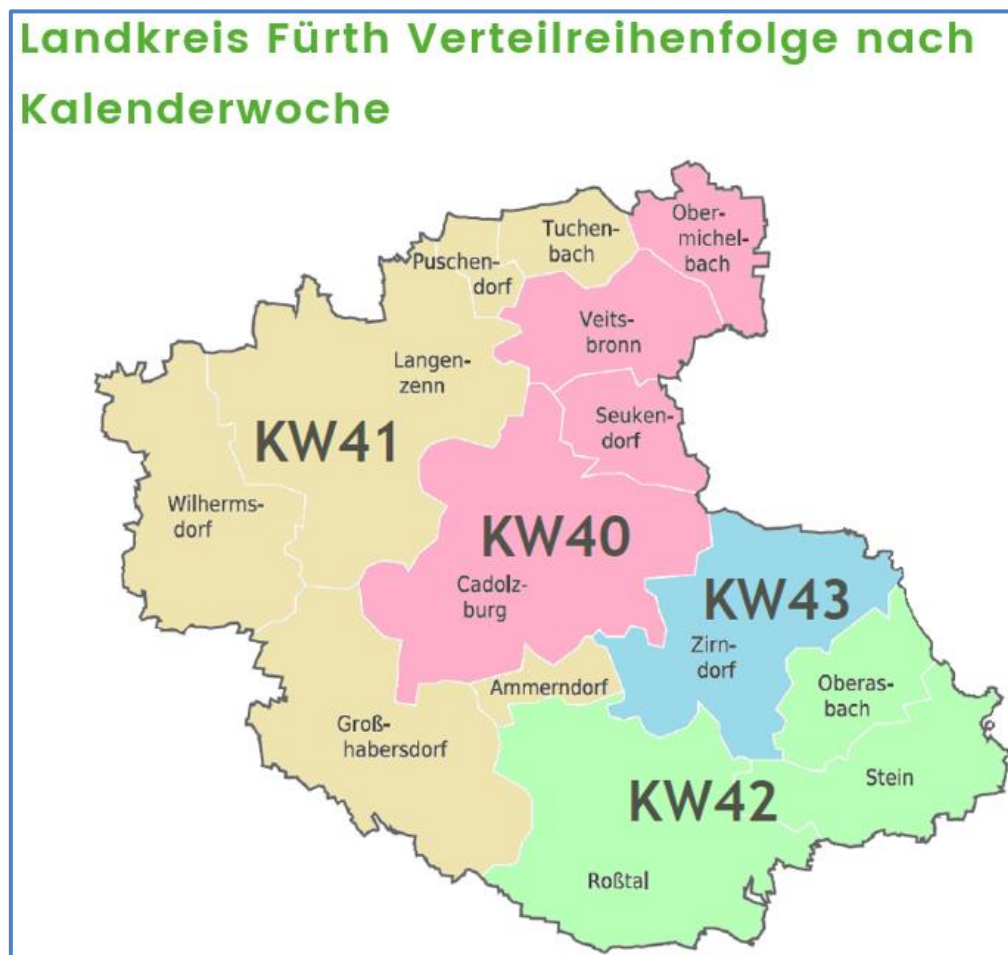 Landkreis Fürth Verteilreihenfolge nach
Kalenderwoche
Ober-
michel-
bach
Tuchen-
bach
Puschen-
dorf
Veits-
bronn
Langen-
zenn
Seuken-
dorf
KW41
Wilherms-
dorf
KW40
Cadolz-
burg
KW43
Zirn-
dorf
Ammerndorf
Oberas-
bach
Groß-
habersdorf
Stein
KW42
Roßtal